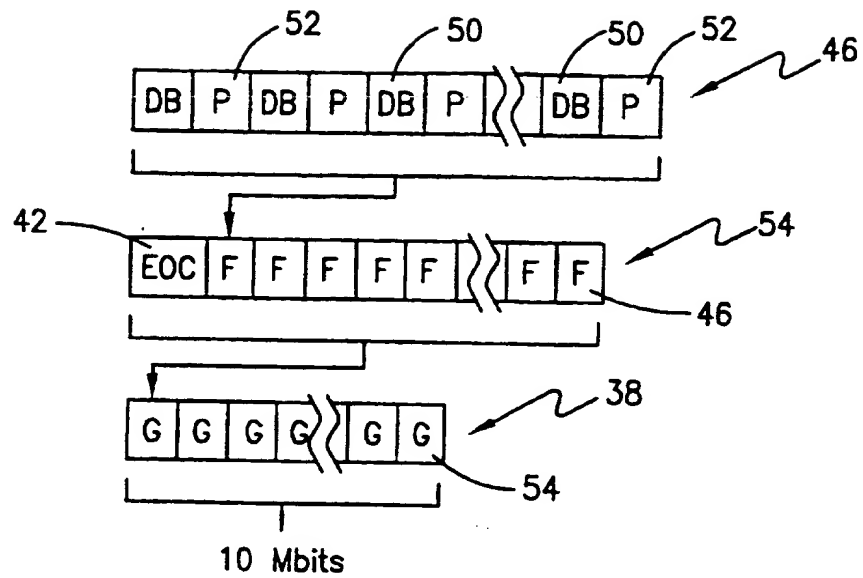 52 50 50 52 46
DB P DB P DB P DB P
42 54
EOC F F F F F F F
46
38
G G G G G G
54
10 Mbits